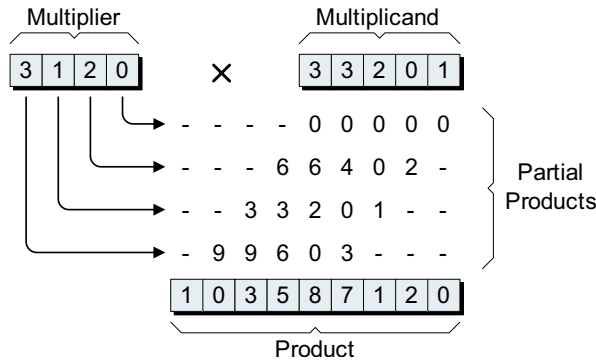 Multiplier Multiplicand
3 1 2 0 × 3 3 2 0 1
- - - - 0 0 0 0 0
- - - 6 6 4 0 2 -
- - 3 3 2 0 1 - -
- 9 9 6 0 3 - - -
Partial
Products
1 0 3 5 8 7 1 2 0
Product